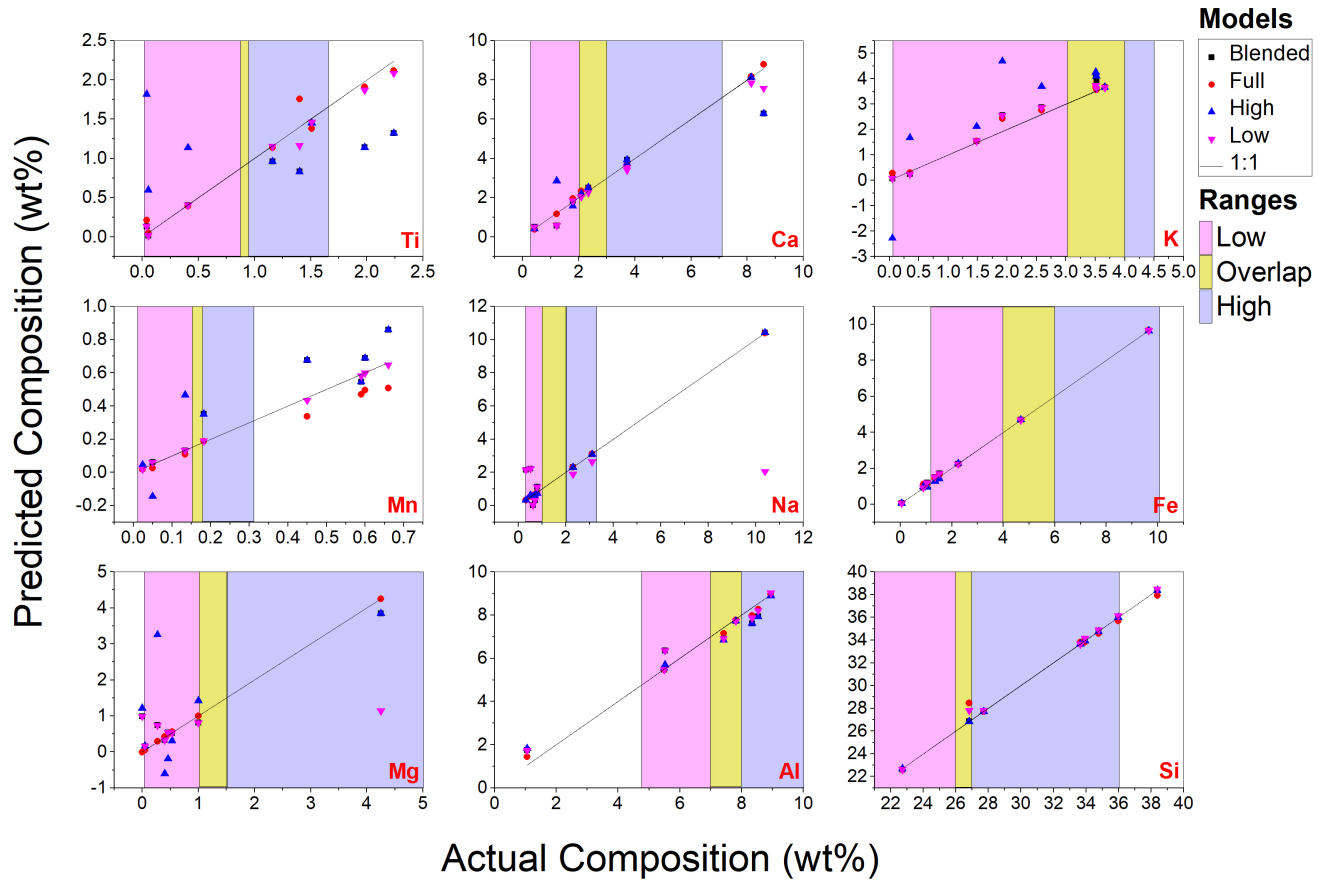 Predicted Composition (wt%)
2.5
2.0
1.5
1.0
0.5
0.0
0.0 0.5 1.0 1.5 2.0 2.5
Ti
10
8
6
4
2
0
0 2 4 6 8 10
Ca
5
4
3
2
1
0
-1
-2
-3
0.0 0.5 1.0 1.5 2.0 2.5 3.0 3.5 4.0 4.5 5.0
K
Models
Blended
Full
High
Low
1:1
Ranges
Low
Overlap
High
1.0
0.8
0.6
0.4
0.2
0.0
-0.2
0.0 0.1 0.2 0.3 0.4 0.5 0.6 0.7
Mn
12
10
8
6
4
2
0
0 2 4 6 8 10 12
Na
10
8
6
4
2
0
0 2 4 6 8 10
Fe
5
4
3
2
1
0
-1
0 1 2 3 4 5
Mg
10
8
6
4
2
0
0 2 4 6 8 10
Al
40
38
36
34
32
30
28
26
24
22
22 24 26 28 30 32 34 36 38 40
Si
Actual Composition (wt%)